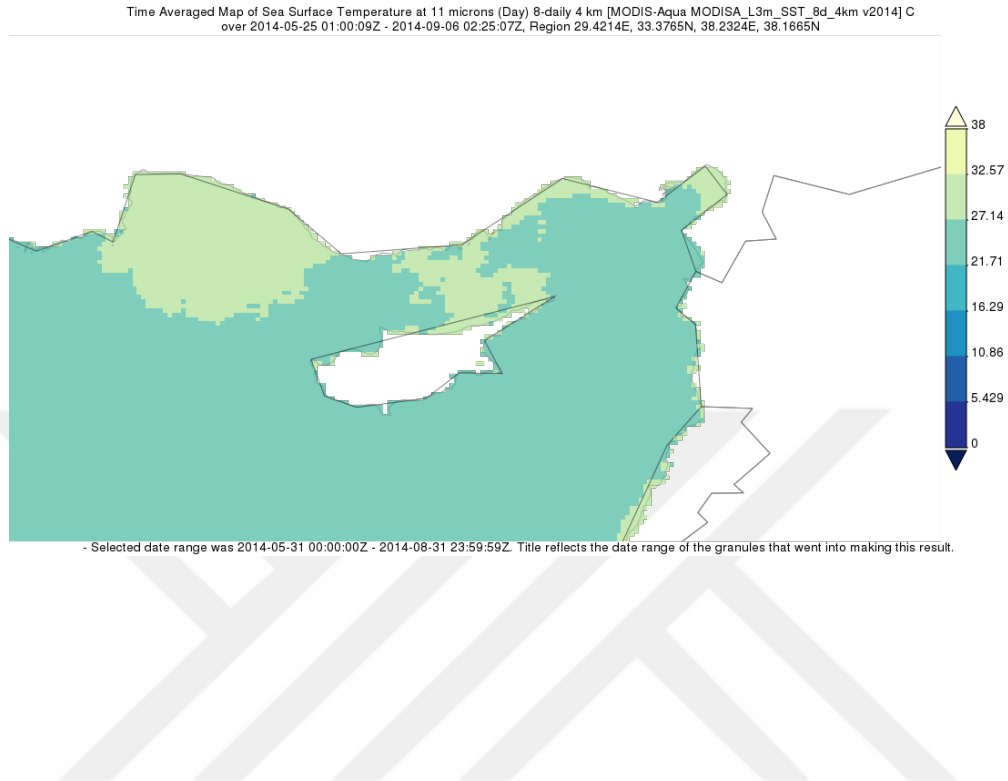 Time Averaged Map of Sea Surface Temperature at 11 microns (Day) 8-daily 4 km [MODIS-Aqua MODISA_L3m_SST_8d_4km v2014] C
over 2014-05-25 01:00:09Z - 2014-09-06 02:25:07Z, Region 29.4214E, 33.3765N, 38.2324E, 38.1665N
38
32.57
27.14
21.71
16.29
10.86
5.429
0
- Selected date range was 2014-05-31 00:00:00Z - 2014-08-31 23:59:59Z. Title reflects the date range of the granules that went into making this result.